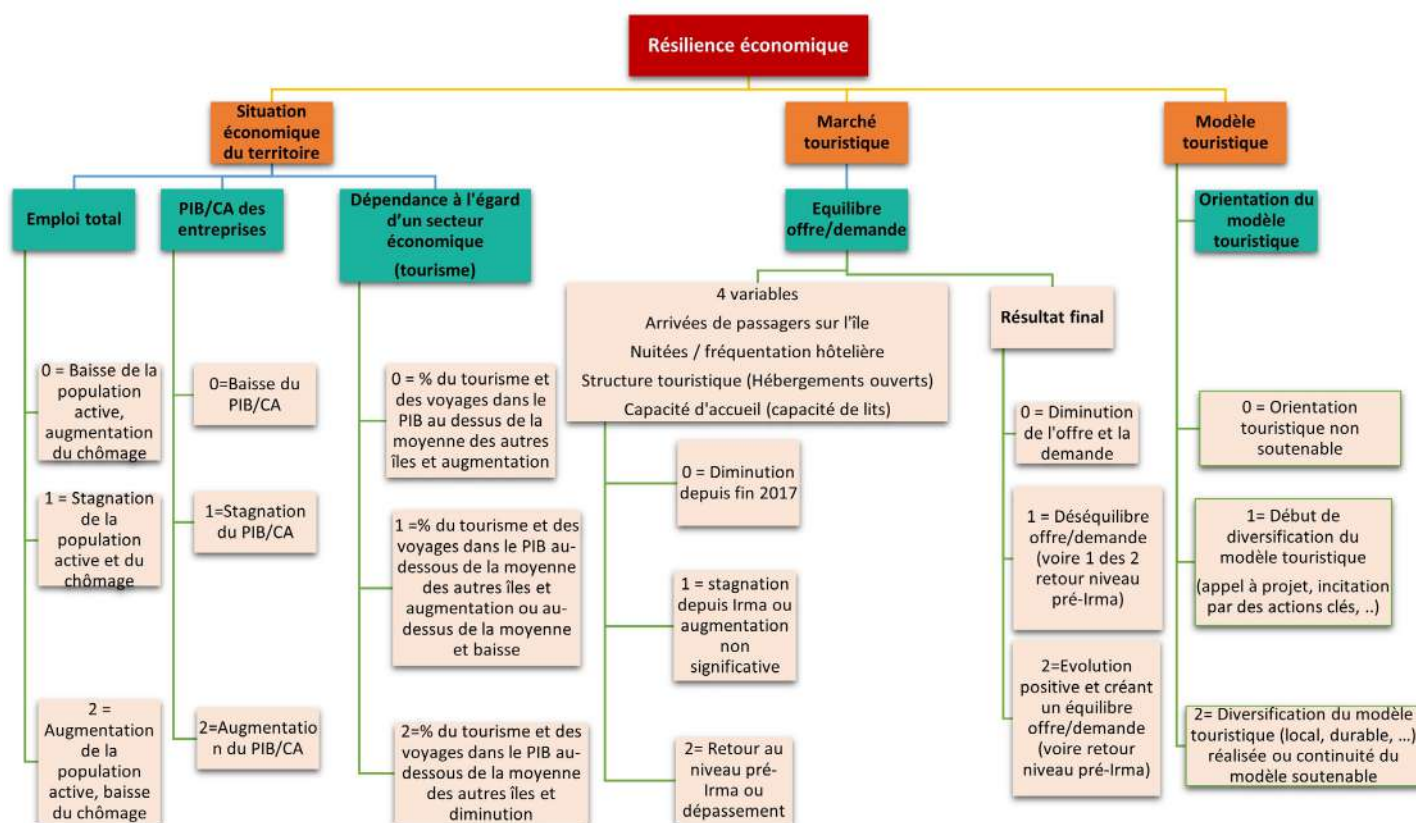 Résilience économique
Situation
économique
du territoire
Marché
touristique
Modèle
touristique
Emploi total
PIB/CA des
entreprises
Dépendance à l'égard
d’un secteur
économique
(tourisme)
Equilibre
offre/demande
Orientation du
modèle
touristique
0 = Baisse de la
population
active,
augmentation
du chômage
1 = Stagnation
de la
population
active et du
chômage
2 =
Augmentation
de la
population
active, baisse
du chômage
0=Baisse du
PIB/CA
1=Stagnation
du PIB/CA
2=Augmentatio
n du PIB/CA
0 = % du tourisme et
des voyages dans le
PIB au dessus de la
moyenne des autres
îles et augmentation
1 =% du tourisme et des
voyages dans le PIB au-
dessous de la moyenne
des autres îles et
augmentation ou au-
dessus de la moyenne
et baisse
2=% du tourisme et des
voyages dans le PIB au-
dessous de la moyenne
des autres îles et
diminution
4 variables
Arrivées de passagers sur l'île
Nuitées / fréquentation hôtelière
Structure touristique (Hébergements ouverts)
Capacité d'accueil (capacité de lits)
0 = Diminution
depuis fin 2017
1 = stagnation
depuis Irma ou
augmentation
non
significative
2= Retour au
niveau pré-
Irma ou
dépassement
Résultat final
0 = Diminution
de l'offre et la
demande
1 = Déséquilibre
offre/demande
(voire 1 des 2
retour niveau
pré-Irma)
2=Evolution
positive et créant
un équilibre
offre/demande
(voire retour
niveau pré-Irma)
0 = Orientation
touristique non
soutenable
1= Début de
diversification du
modèle touristique
(appel à projet, incitation
par des actions clés, ..)
2= Diversification du modèle
touristique (local, durable, ...)
réalisée ou continuité du
modèle soutenable